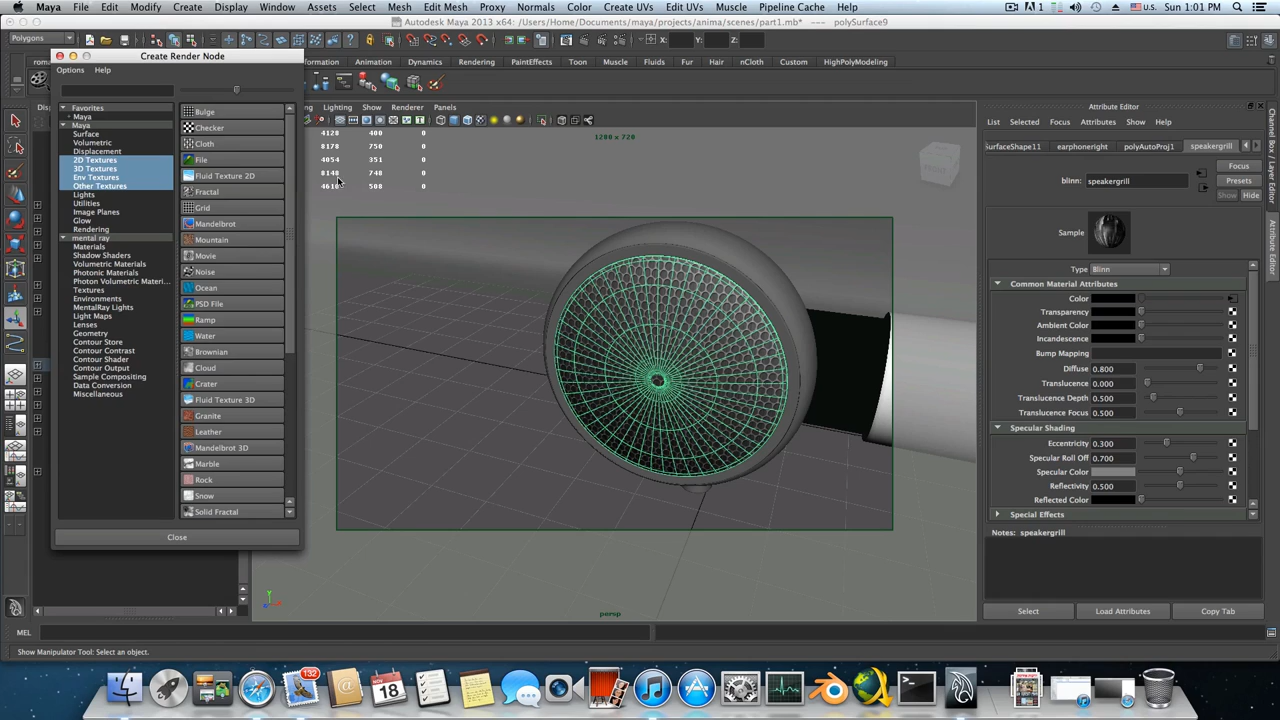 Maya File Edit Modify Create Display Window Assets Select Mesh Edit Mesh Proxy Normals Color Create UVs Edit UVs Muscle Pipeline Cache Help 1 U.S. Sun 1:01 PM
Autodesk Maya 2013 x64: /Users/Home/Documents/maya/projects/anima/scenes/part1.mb* --- polySurface9
Polygons X: Y: Z:
Create Render Node
Options Help
Animation Dynamics Rendering PaintEffects Toon Muscle Fluids Fur Hair nCloth Custom HighPolyModeling
Lighting Show Renderer Panels
Favorites
Maya
Maya
Surface
Volumetric
Displacement
2D Textures
3D Textures
Env Textures
Other Textures
Lights
Utilities
Image Planes
Glow
Rendering
mental ray
Materials
Shadow Shaders
Volumetric Materials
Photonic Materials
Photon Volumetric Materi...
Textures
Environments
MentalRay Lights
Light Maps
Lenses
Geometry
Contour Store
Contour Contrast
Contour Shader
Contour Output
Sample Compositing
Data Conversion
Miscellaneous
Bulge
Checker
Cloth
File
Fluid Texture 2D
Fractal
Grid
Mandelbrot
Mountain
Movie
Noise
Ocean
PSD File
Ramp
Water
Brownian
Cloud
Crater
Fluid Texture 3D
Granite
Leather
Mandelbrot 3D
Marble
Rock
Snow
Solid Fractal
Close
4128 400 0
8178 750 0
4054 351 0
8148 748 0
508 0
1280 x 720
persp
Attribute Editor
List Selected Focus Attributes Show Help
surfaceShape11 earphoneright polyAutoProj1 speakergrill
blinn: speakergrill
Focus
Presets
Show Hide
Sample
Type Blinn
Common Material Attributes
Color
Transparency
Ambient Color
Incandescence
Bump Mapping
Diffuse 0.800
Translucence 0.000
Translucence Depth 0.500
Translucence Focus 0.500
Specular Shading
Eccentricity 0.300
Specular Roll Off 0.700
Specular Color
Reflectivity 0.500
Reflected Color
Special Effects
Notes: speakergrill
Select Load Attributes Copy Tab
Channel Box / Layer Editor
Attribute Editor
MEL
Show Manipulator Tool: Select an object.
132
NOV
18